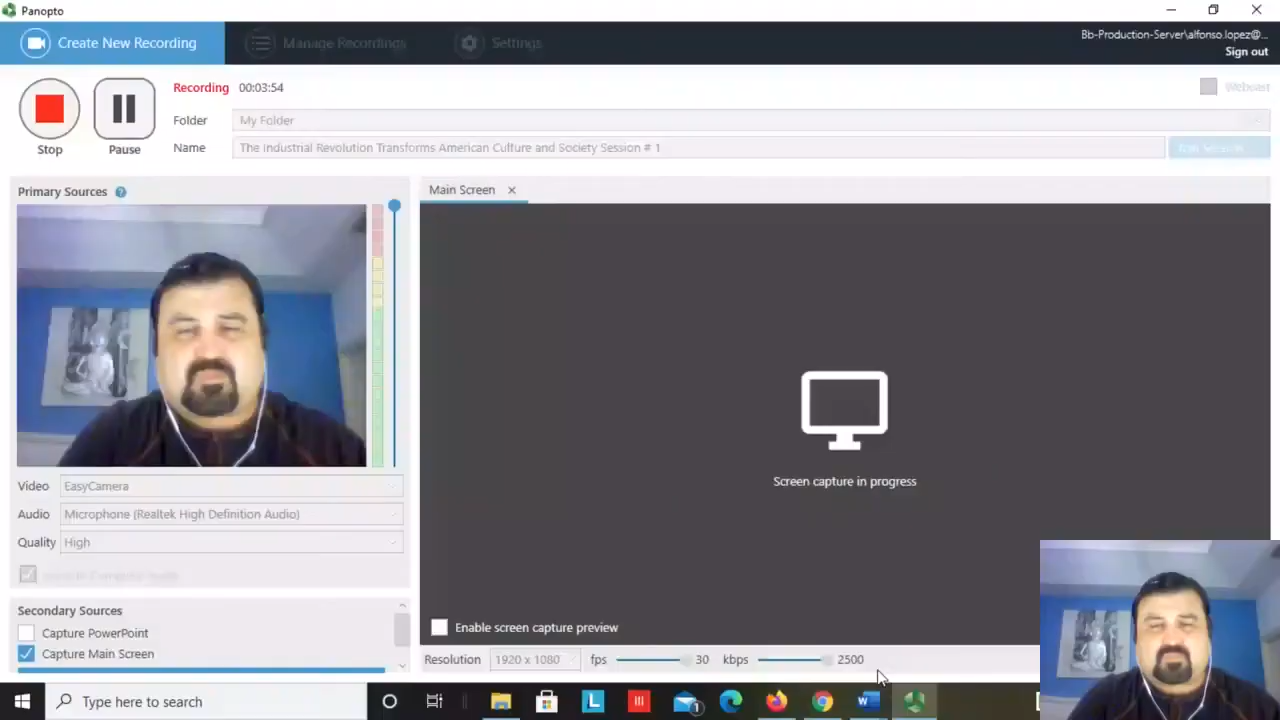 Panopto
Create New Recording
Manage Recordings
Settings
Bb-Production-Server\alfonso.lopez@...
Sign out
Recording 00:03:54
Webcast
Folder My Folder
Stop Pause
Name The Industrial Revolution Transforms American Culture and Society Session # 1
Primary Sources ?
Main Screen
Screen capture in progress
Video EasyCamera
Audio Microphone (Realtek High Definition Audio)
Quality High
Secondary Sources
Capture PowerPoint
Capture Main Screen
Enable screen capture preview
Resolution 1920 x 1080 fps 30 kbps 2500
Type here to search
L
1
W